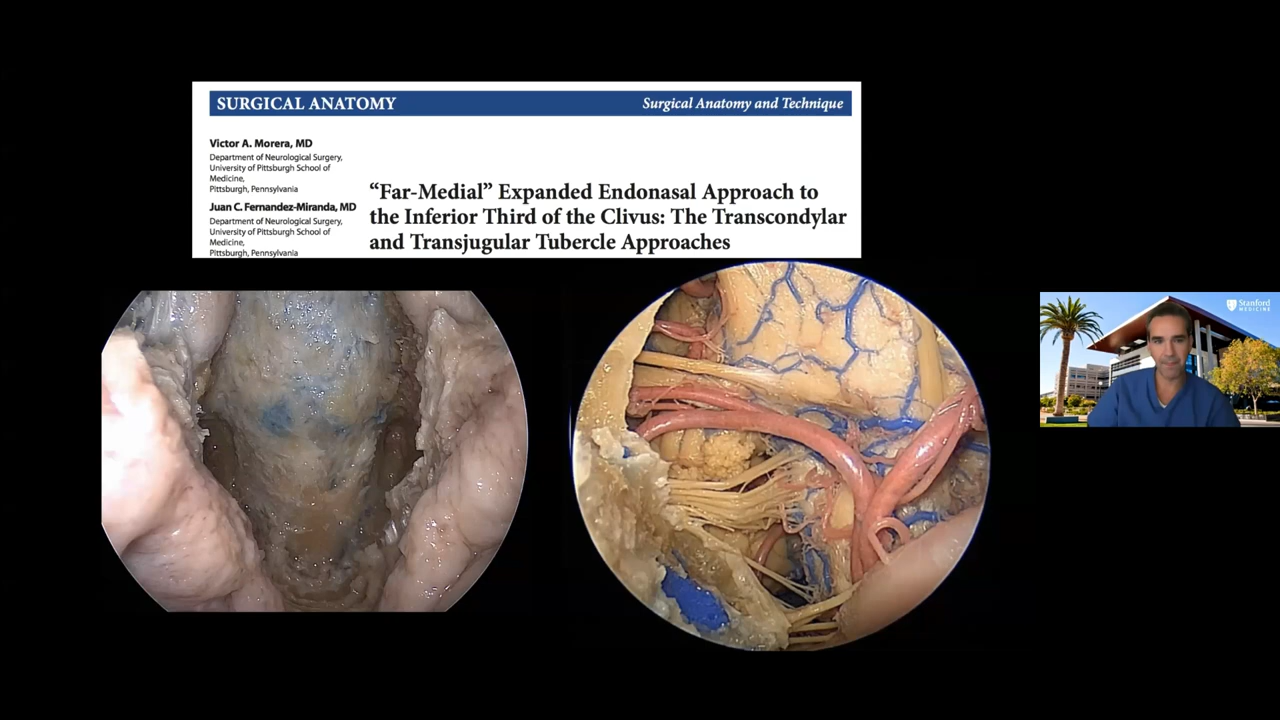 SURGICAL ANATOMY
Surgical Anatomy and Technique
Victor A. Morera, MD
Department of Neurological Surgery,
University of Pittsburgh School of
Medicine,
Pittsburgh, Pennsylvania
Juan C. Fernandez-Miranda, MD
Department of Neurological Surgery,
University of Pittsburgh School of
Medicine,
Pittsburgh, Pennsylvania
“Far-Medial” Expanded Endonasal Approach to
the Inferior Third of the Clivus: The Transcondylar
and Transjugular Tubercle Approaches
Stanford
MEDICINE